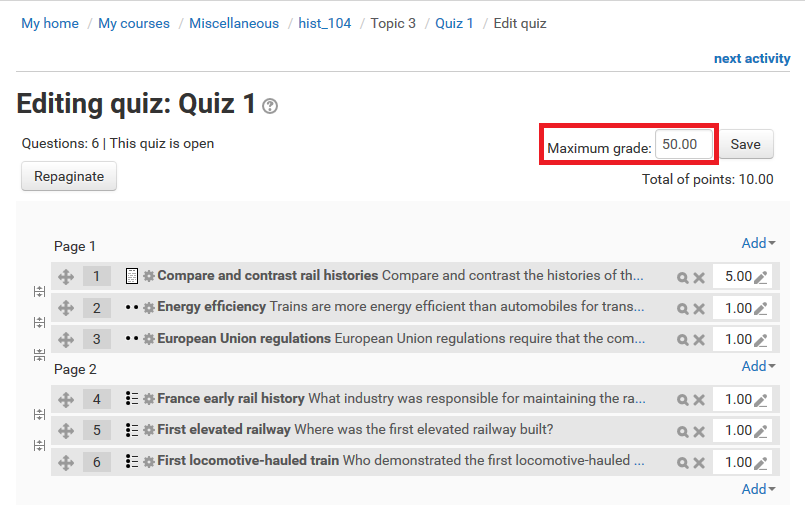 My home / My courses / Miscellaneous / hist_104 / Topic 3 / Quiz 1 / Edit quiz
next activity
Editing quiz: Quiz 1 ?
Questions: 6 | This quiz is open
Maximum grade: 50.00 Save
Repaginate
Total of points: 10.00
Page 1 Add
1 Compare and contrast rail histories Compare and contrast the histories of th... 5.00
2 Energy efficiency Trains are more energy efficient than automobiles for trans... 1.00
3 European Union regulations European Union regulations require that the com... 1.00
Page 2 Add
4 France early rail history What industry was responsible for maintaining the ra... 1.00
5 First elevated railway Where was the first elevated railway built? 1.00
6 First locomotive-hauled train Who demonstrated the first locomotive-hauled ... 1.00
Add